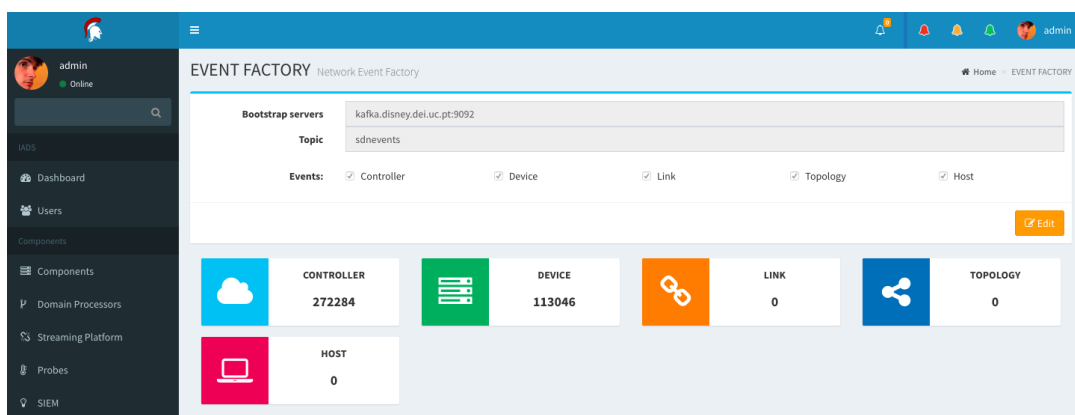 0
admin
admin
Online
EVENT FACTORY Network Event Factory
Home EVENT FACTORY
Bootstrap servers kafka.disney.dei.uc.pt:9092
Topic sdnevents
IADS
Events: Controller Device Link Topology Host
Dashboard
Users
Edit
Components
Components
Domain Processors
Streaming Platform
Probes
SIEM
CONTROLLER
272284
DEVICE
113046
LINK
0
TOPOLOGY
0
HOST
0